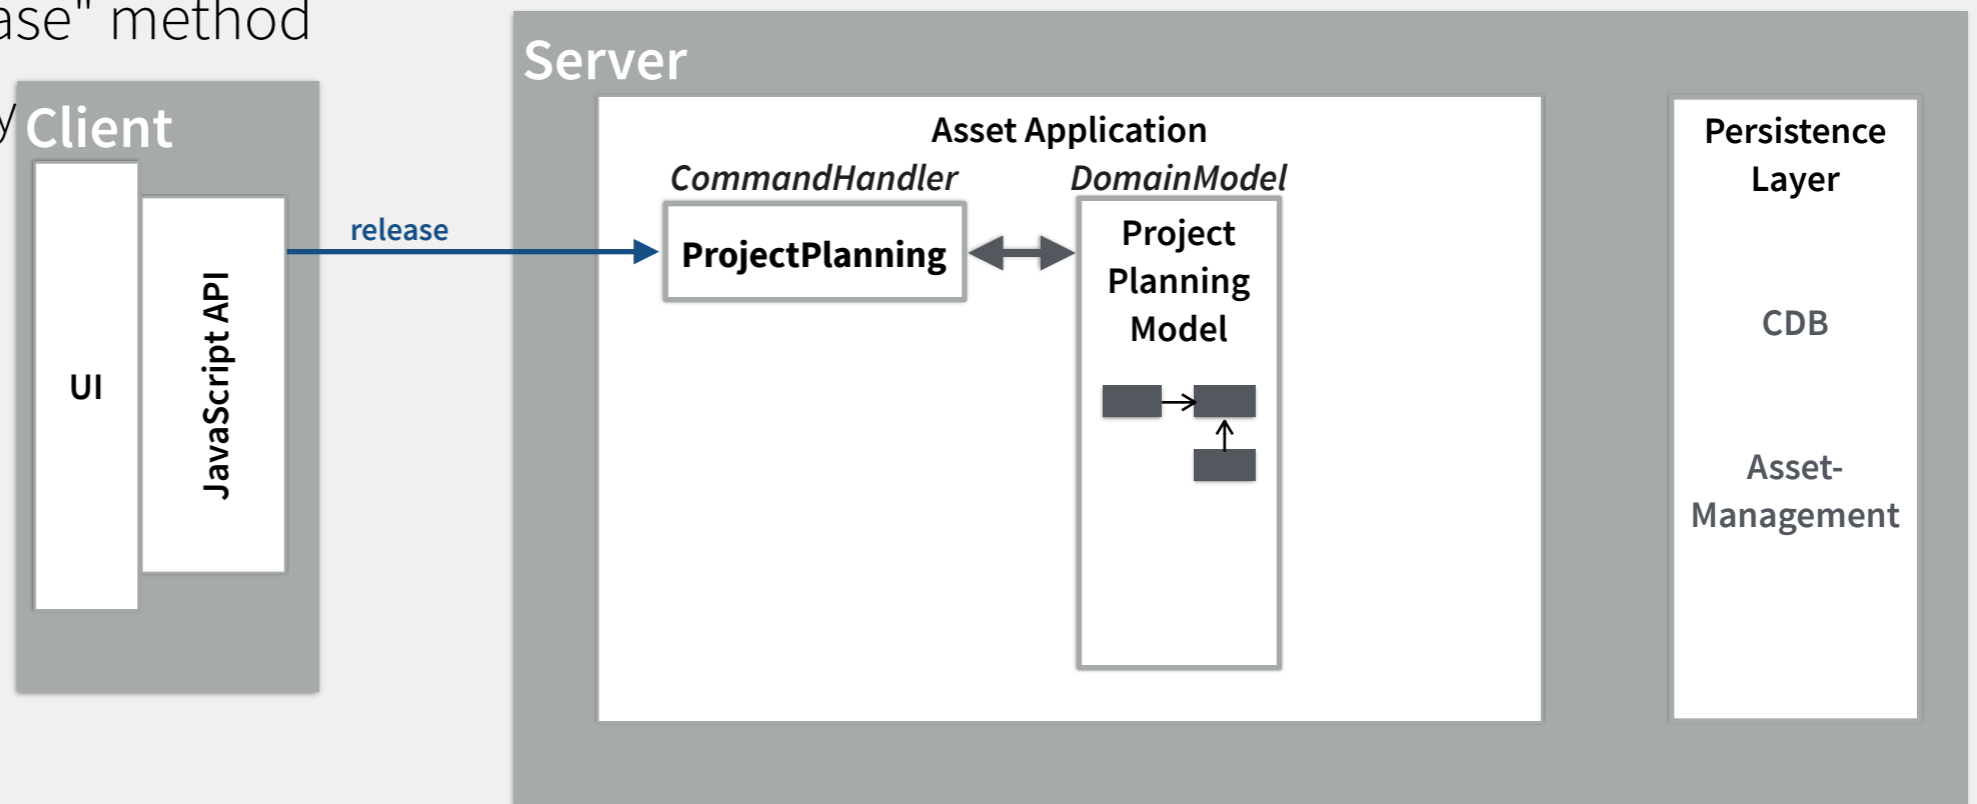 method
Client
UI
JavaScript API
release
Server
Asset Application
CommandHandler
ProjectPlanning
DomainModel
Project
Planning
Model
Persistence
Layer
CDB
Asset-
Management